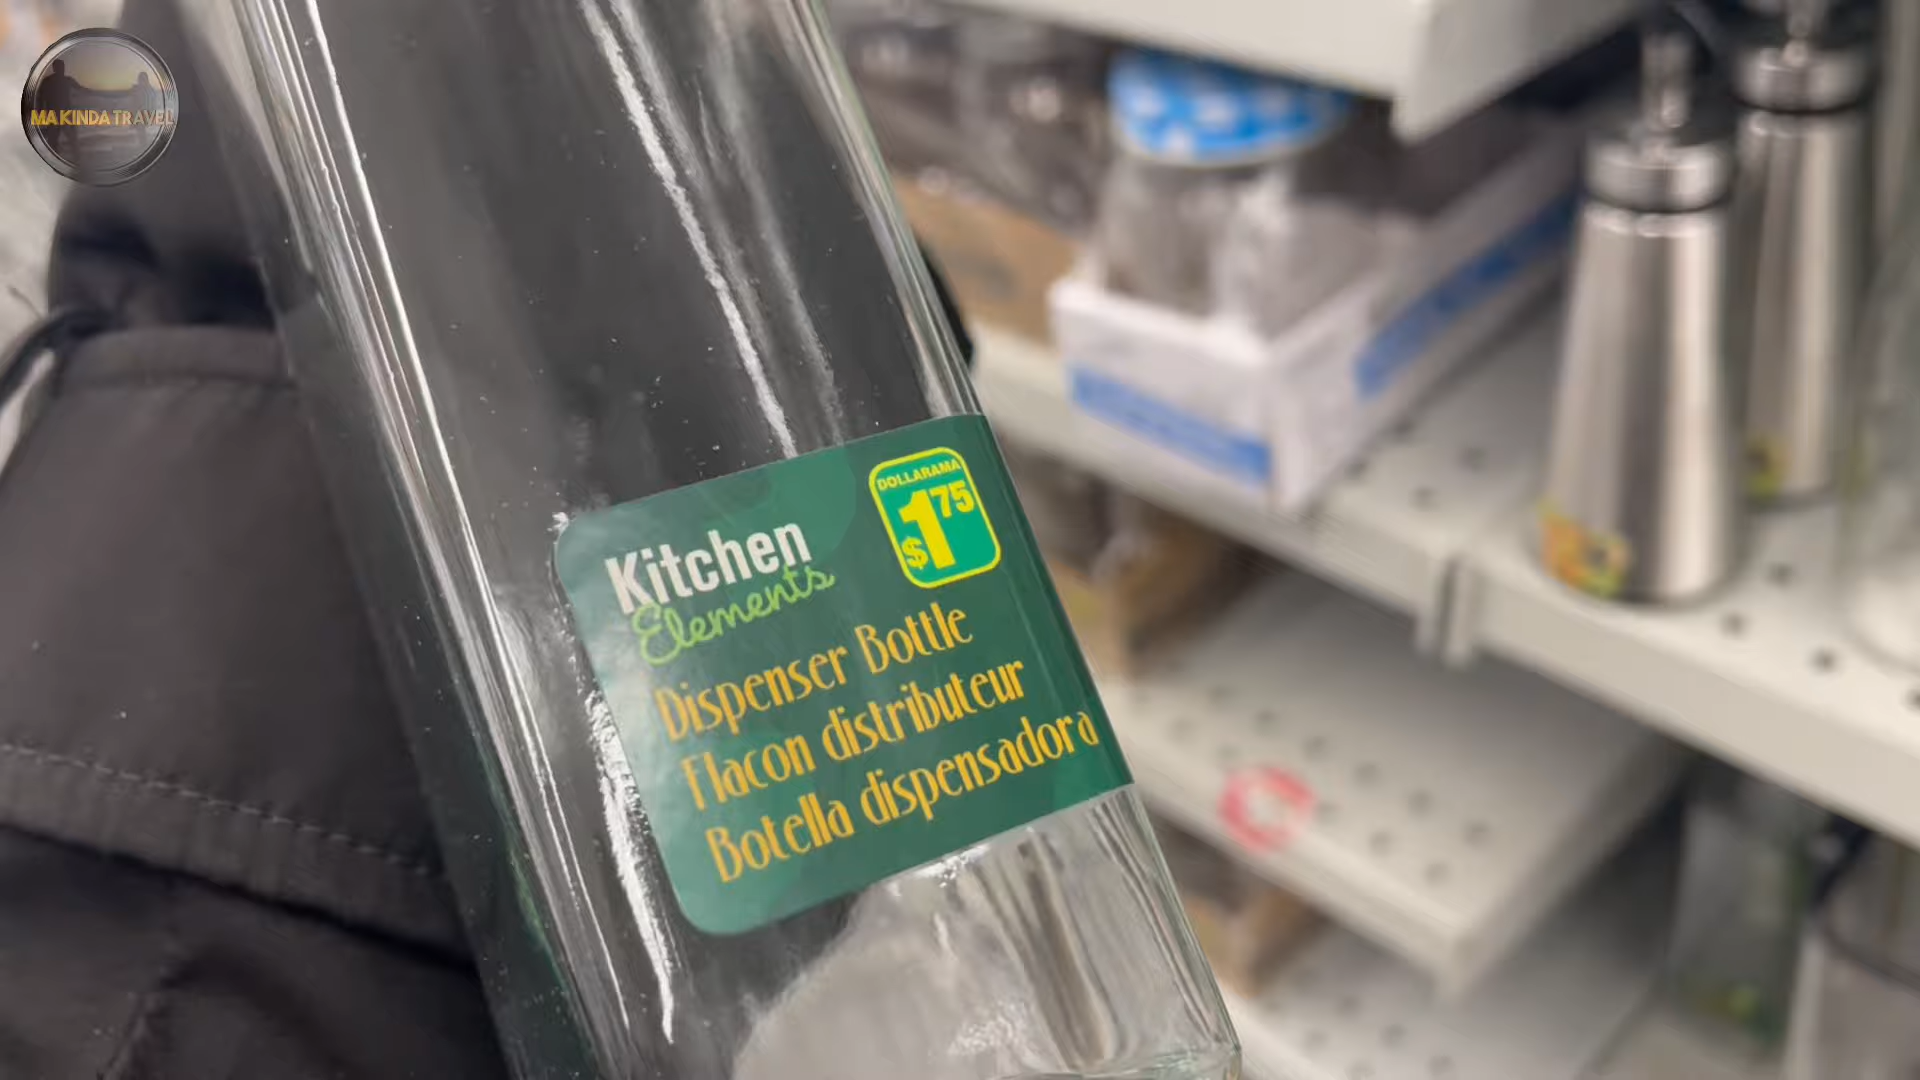 MA KINDA TRAVEL
DOLLARAMA
$1.75
Kitchen
Elements
Dispenser Bottle
Flacon distributeur
Botella dispensadora